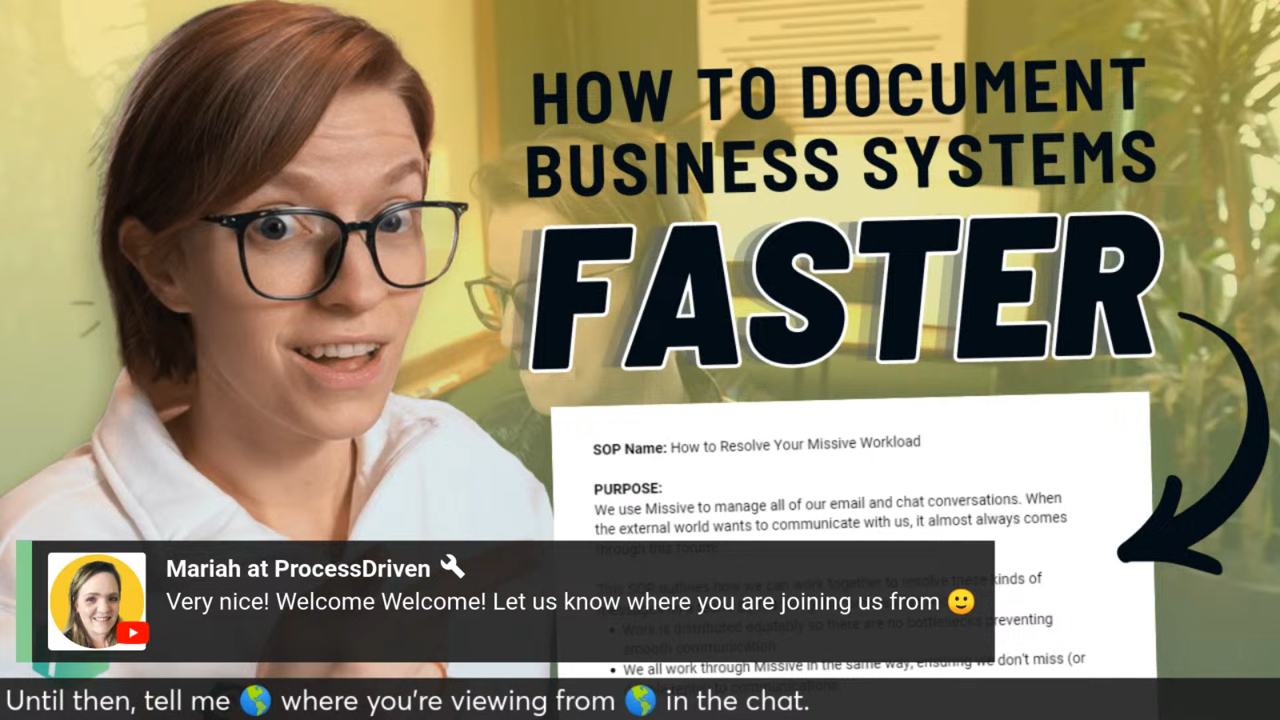 HOW TO DOCUMENT
BUSINESS SYSTEMS
FASTER
SOP Name: How to Resolve Your Missive Workload
PURPOSE:
We use Missive to manage all of our email and chat conversations. When
the external world wants to communicate with us, it almost always comes
through this forum.
This SOP outlines how we can work together to resolve these kinds of
Work is distributed equitably so there are no bottlenecks preventing
smooth communication
• We all work through Missive in the same way, ensuring we don't miss (or
Mariah at ProcessDriven 🔧
Very nice! Welcome Welcome! Let us know where you are joining us from 🙂
Until then, tell me 🌎 where you're viewing from 🌎 in the chat.